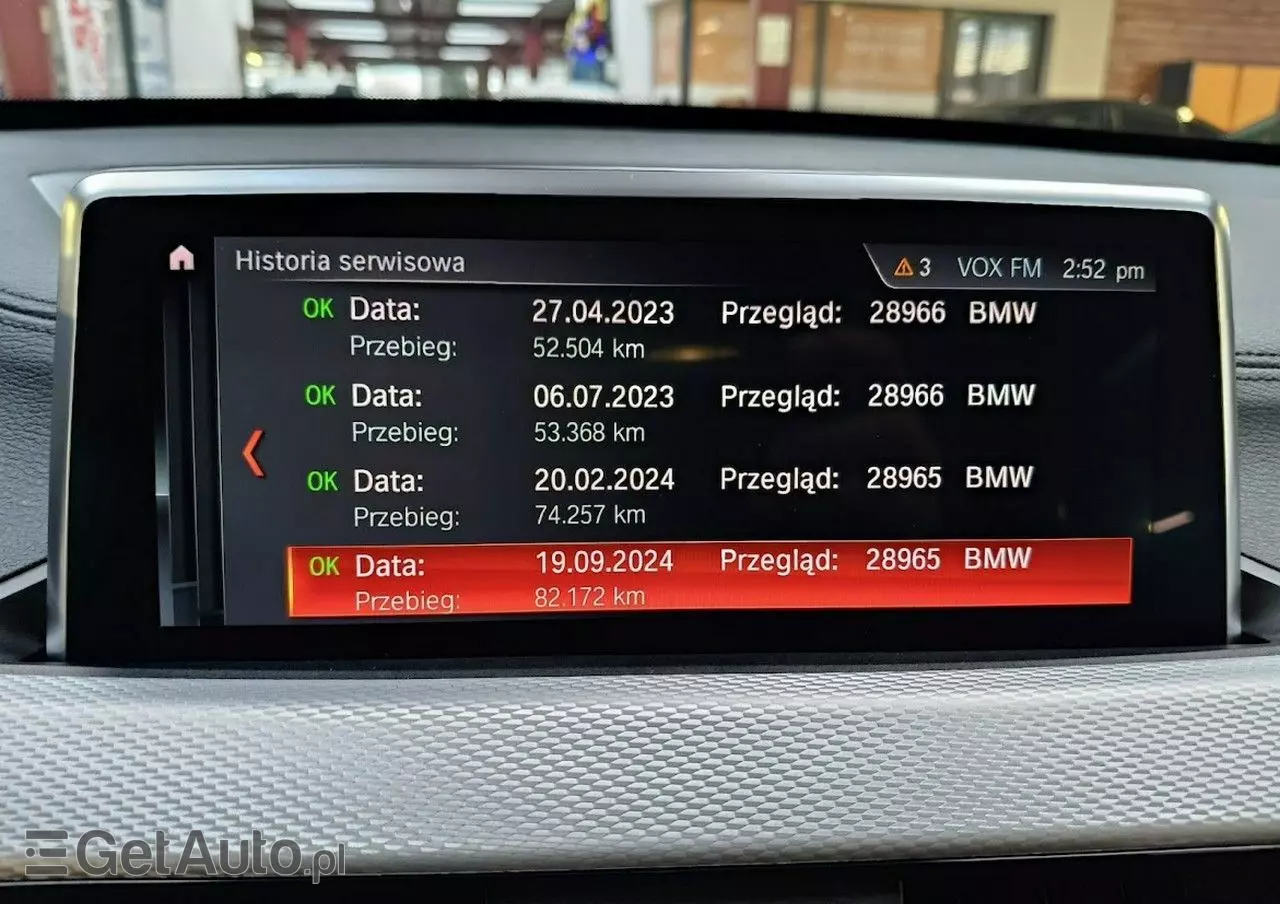 Historia serwisowa
3 VOX FM 2:52 pm
OK Data: 27.04.2023 Przegląd: 28966 BMW
Przebieg: 52.504 km
OK Data: 06.07.2023 Przegląd: 28966 BMW
Przebieg: 53.368 km
OK Data: 20.02.2024 Przegląd: 28965 BMW
Przebieg: 74.257 km
OK Data: 19.09.2024 Przegląd: 28965 BMW
Przebieg: 82.172 km
GetAuto.pl